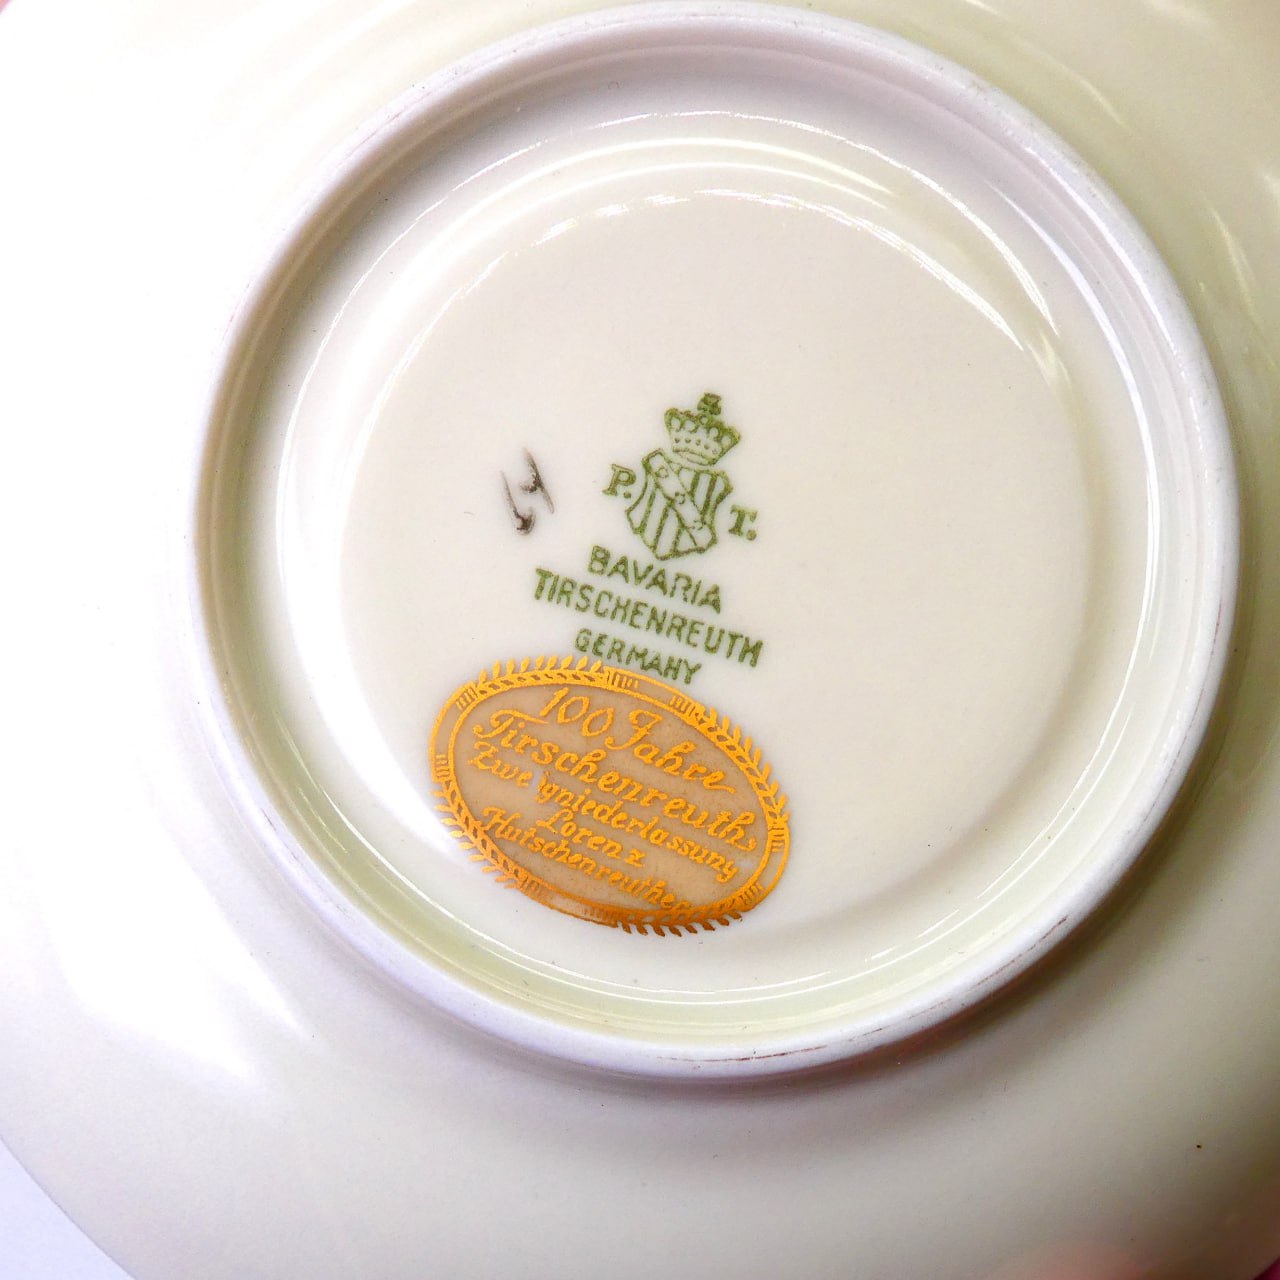 P. T.
BAVARIA
TIRSCHENREUTH
GERMANY
100 Jahre
Tirschenreuth,
Zweigniederlassung
Lorenz
Hutschenreuther